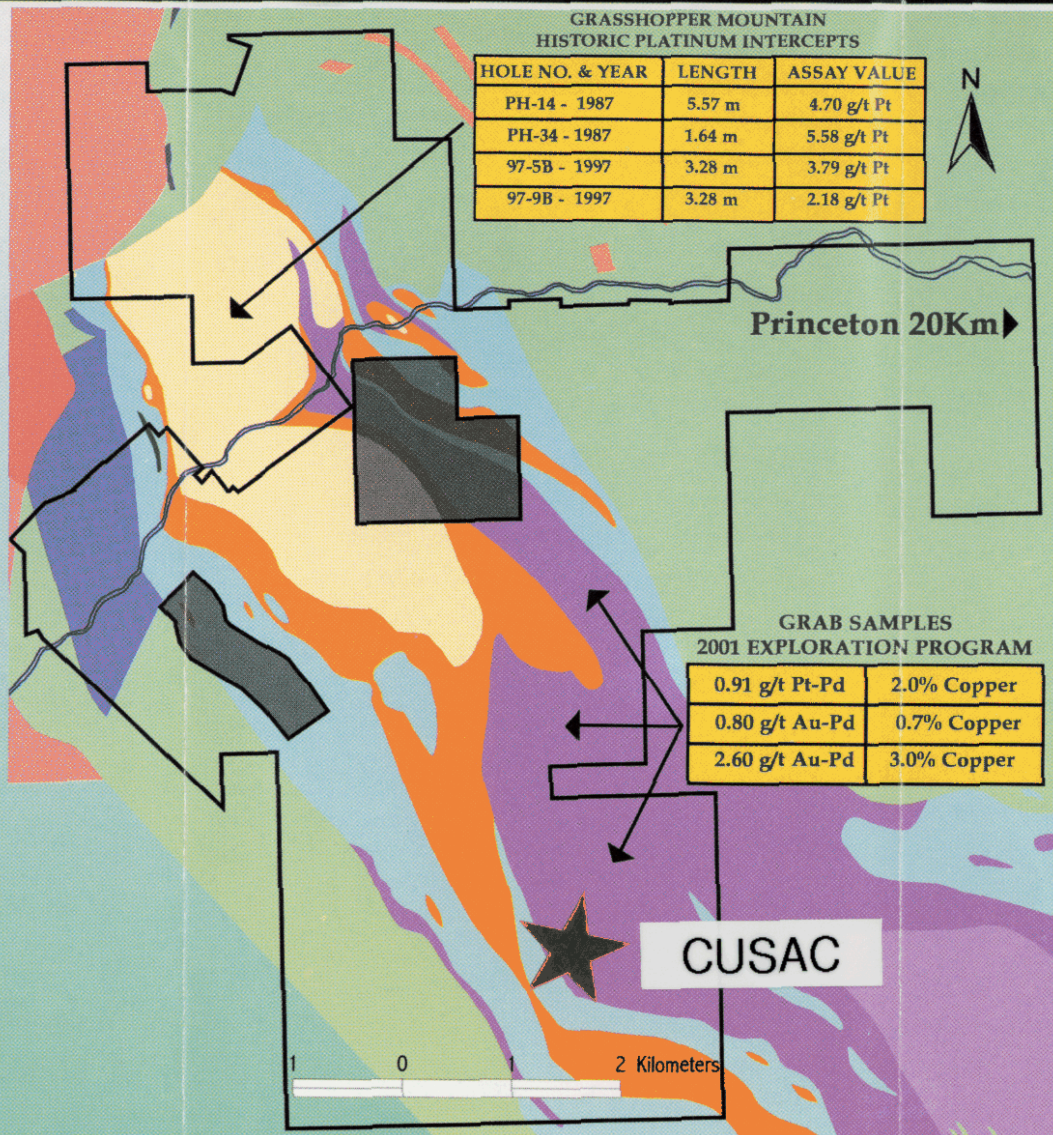 GRASSHOPPER MOUNTAIN
HISTORIC PLATINUM INTERCEPTS
HOLE NO. & YEAR LENGTH ASSAY VALUE
PH-14 - 1987 5.57 m 4.70 g/t Pt
PH-34 - 1987 1.64 m 5.58 g/t Pt
97-5B - 1997 3.28 m 3.79 g/t Pt
97-9B - 1997 3.28 m 2.18 g/t Pt
N
Princeton 20Km
GRAB SAMPLES
2001 EXPLORATION PROGRAM
0.91 g/t Pt-Pd 2.0% Copper
0.80 g/t Au-Pd 0.7% Copper
2.60 g/t Au-Pd 3.0% Copper
CUSAC
1 0 1 2 Kilometers